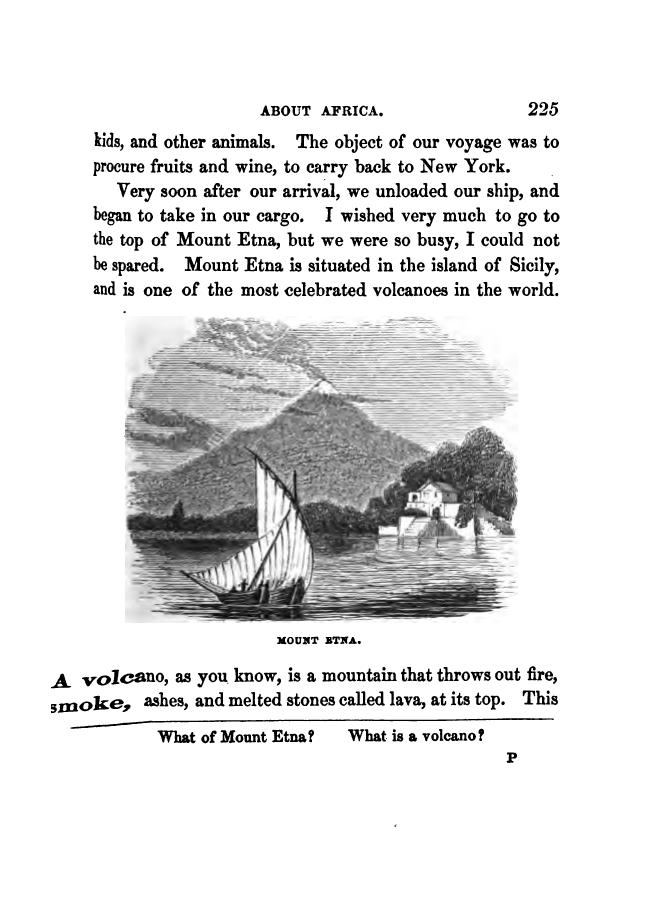 ABOUT AFRICA. 225
kids, and other animals. The object of our voyage was to
procure fruits and wine, to carry back to New York.
Very soon after our arrival, we unloaded our ship, and
began to take in our cargo. I wished very much to go to
the top of Mount Etna, but we were so busy, I could not
be spared. Mount Etna is situated in the island of Sicily,
and is one of the most celebrated volcanoes in the world.
MOUNT ETNA.
A volcano, as you know, is a mountain that throws out fire,
smoke, ashes, and melted stones called lava, at its top. This
What of Mount Etna? What is a volcano?
P